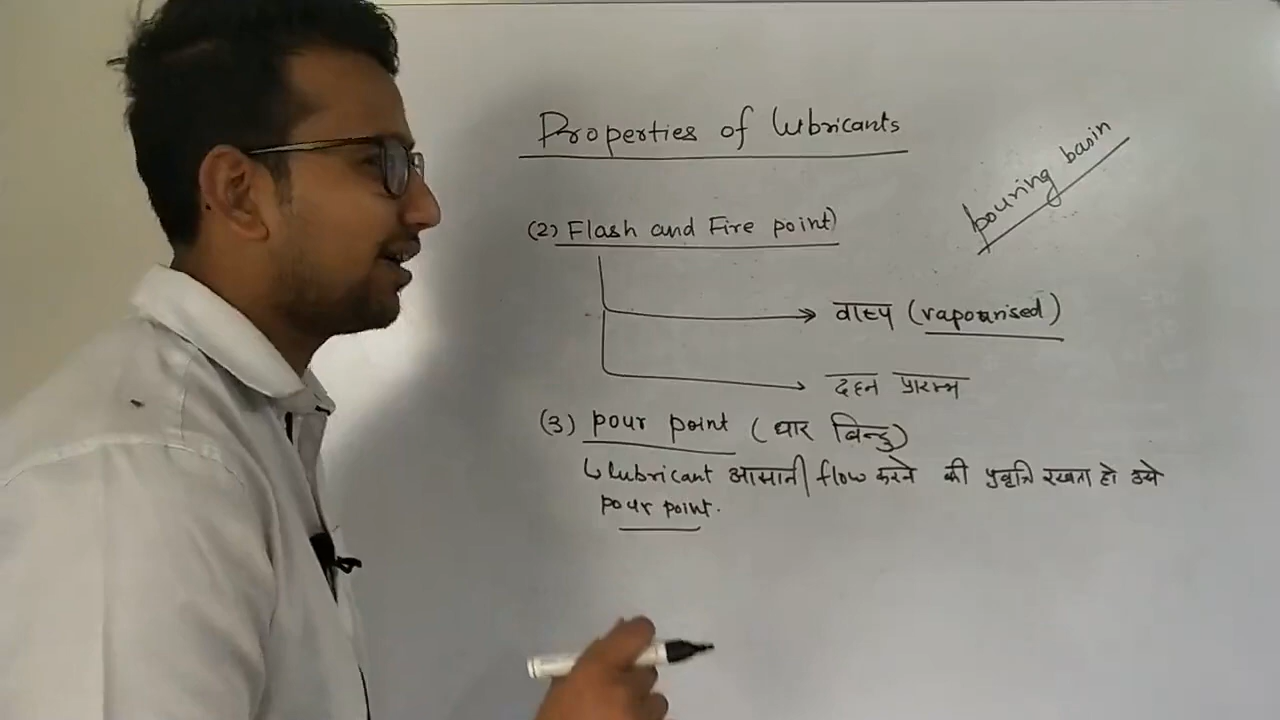 Properties of lubricants
pouring basin
(2) Flash and Fire point)
वाष्प (vapourised)
दहन प्रारम्भ
(3) pour point (धार बिन्दु)
lubricant आसानी flow करने की प्रवृत्ति रखता हो उसे
pour point.